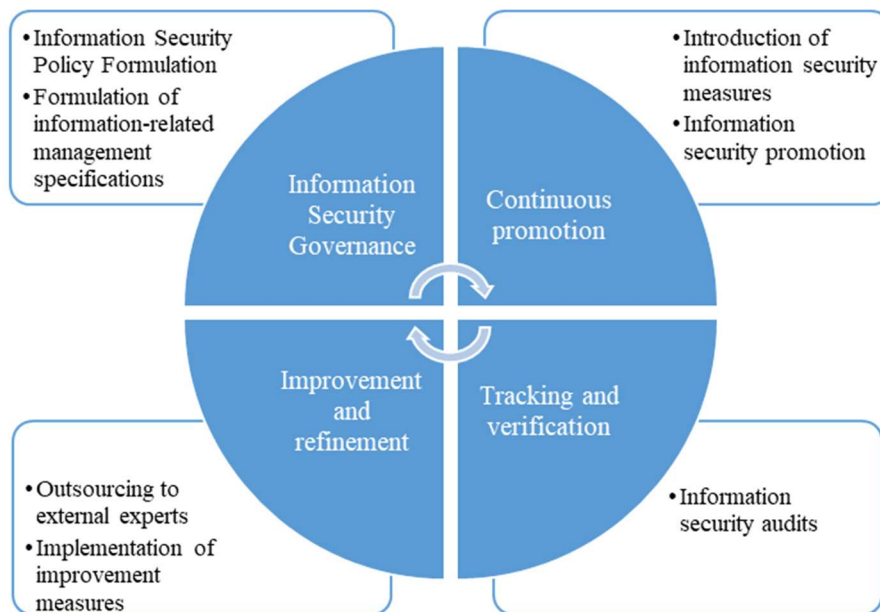 •Information Security
Policy Formulation
•Formulation of
information-related
management
specifications
•Introduction of
information security
measures
•Information
security promotion
Information
Security
Governance
Continuous
promotion
Improvement
and
refinement
Tracking and
verification
•Outsourcing to
external experts
•Implementation of
improvement
measures
•Information
security audits